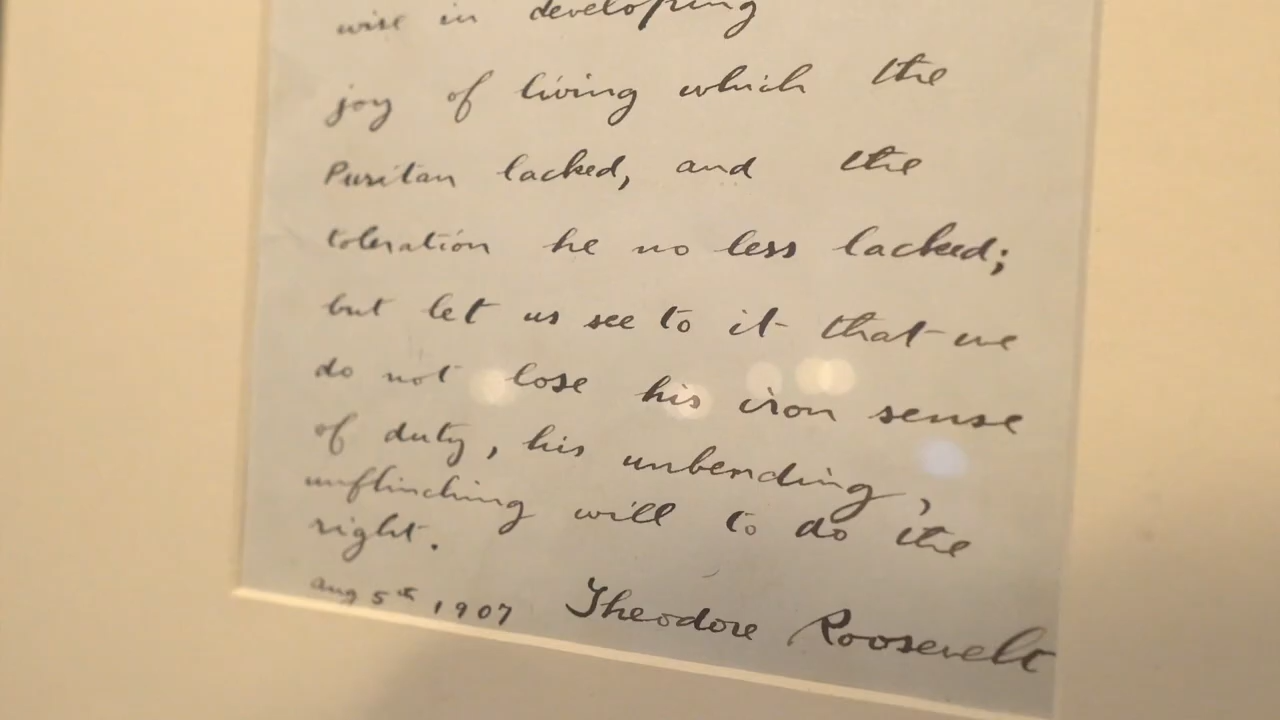 wise in developing
joy of living which the
Puritan lacked, and the
toleration he no less lacked;
but let us see to it that we
do not lose his iron sense
of duty, his unbending,
unflinching will to do the
right.
Aug 5th 1907 Theodore Roosevelt